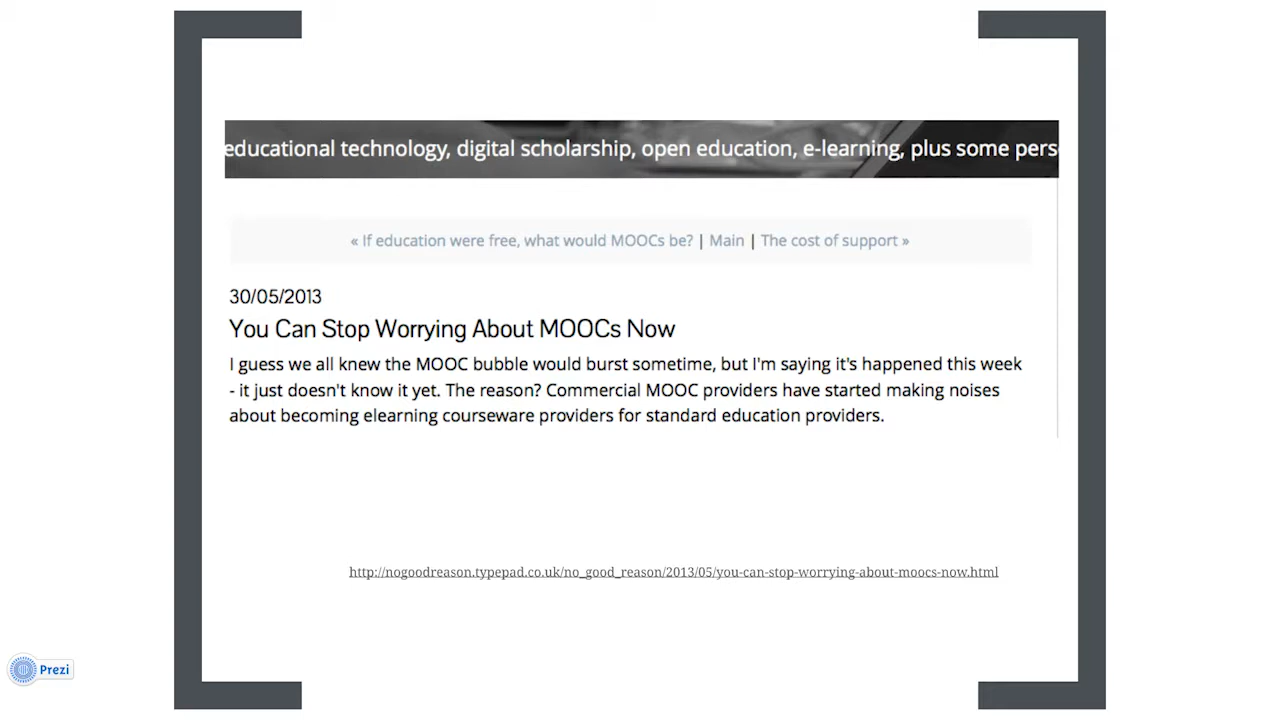 educational technology, digital scholarship, open education, e-learning, plus some pers
« If education were free, what would MOOCs be? | Main | The cost of support »
30/05/2013
You Can Stop Worrying About MOOCs Now
I guess we all knew the MOOC bubble would burst sometime, but I'm saying it's happened this week
- it just doesn't know it yet. The reason? Commercial MOOC providers have started making noises
about becoming elearning courseware providers for standard education providers.
http://nogoodreason.typepad.co.uk/no_good_reason/2013/05/you-can-stop-worrying-about-moocs-now.html
Prezi